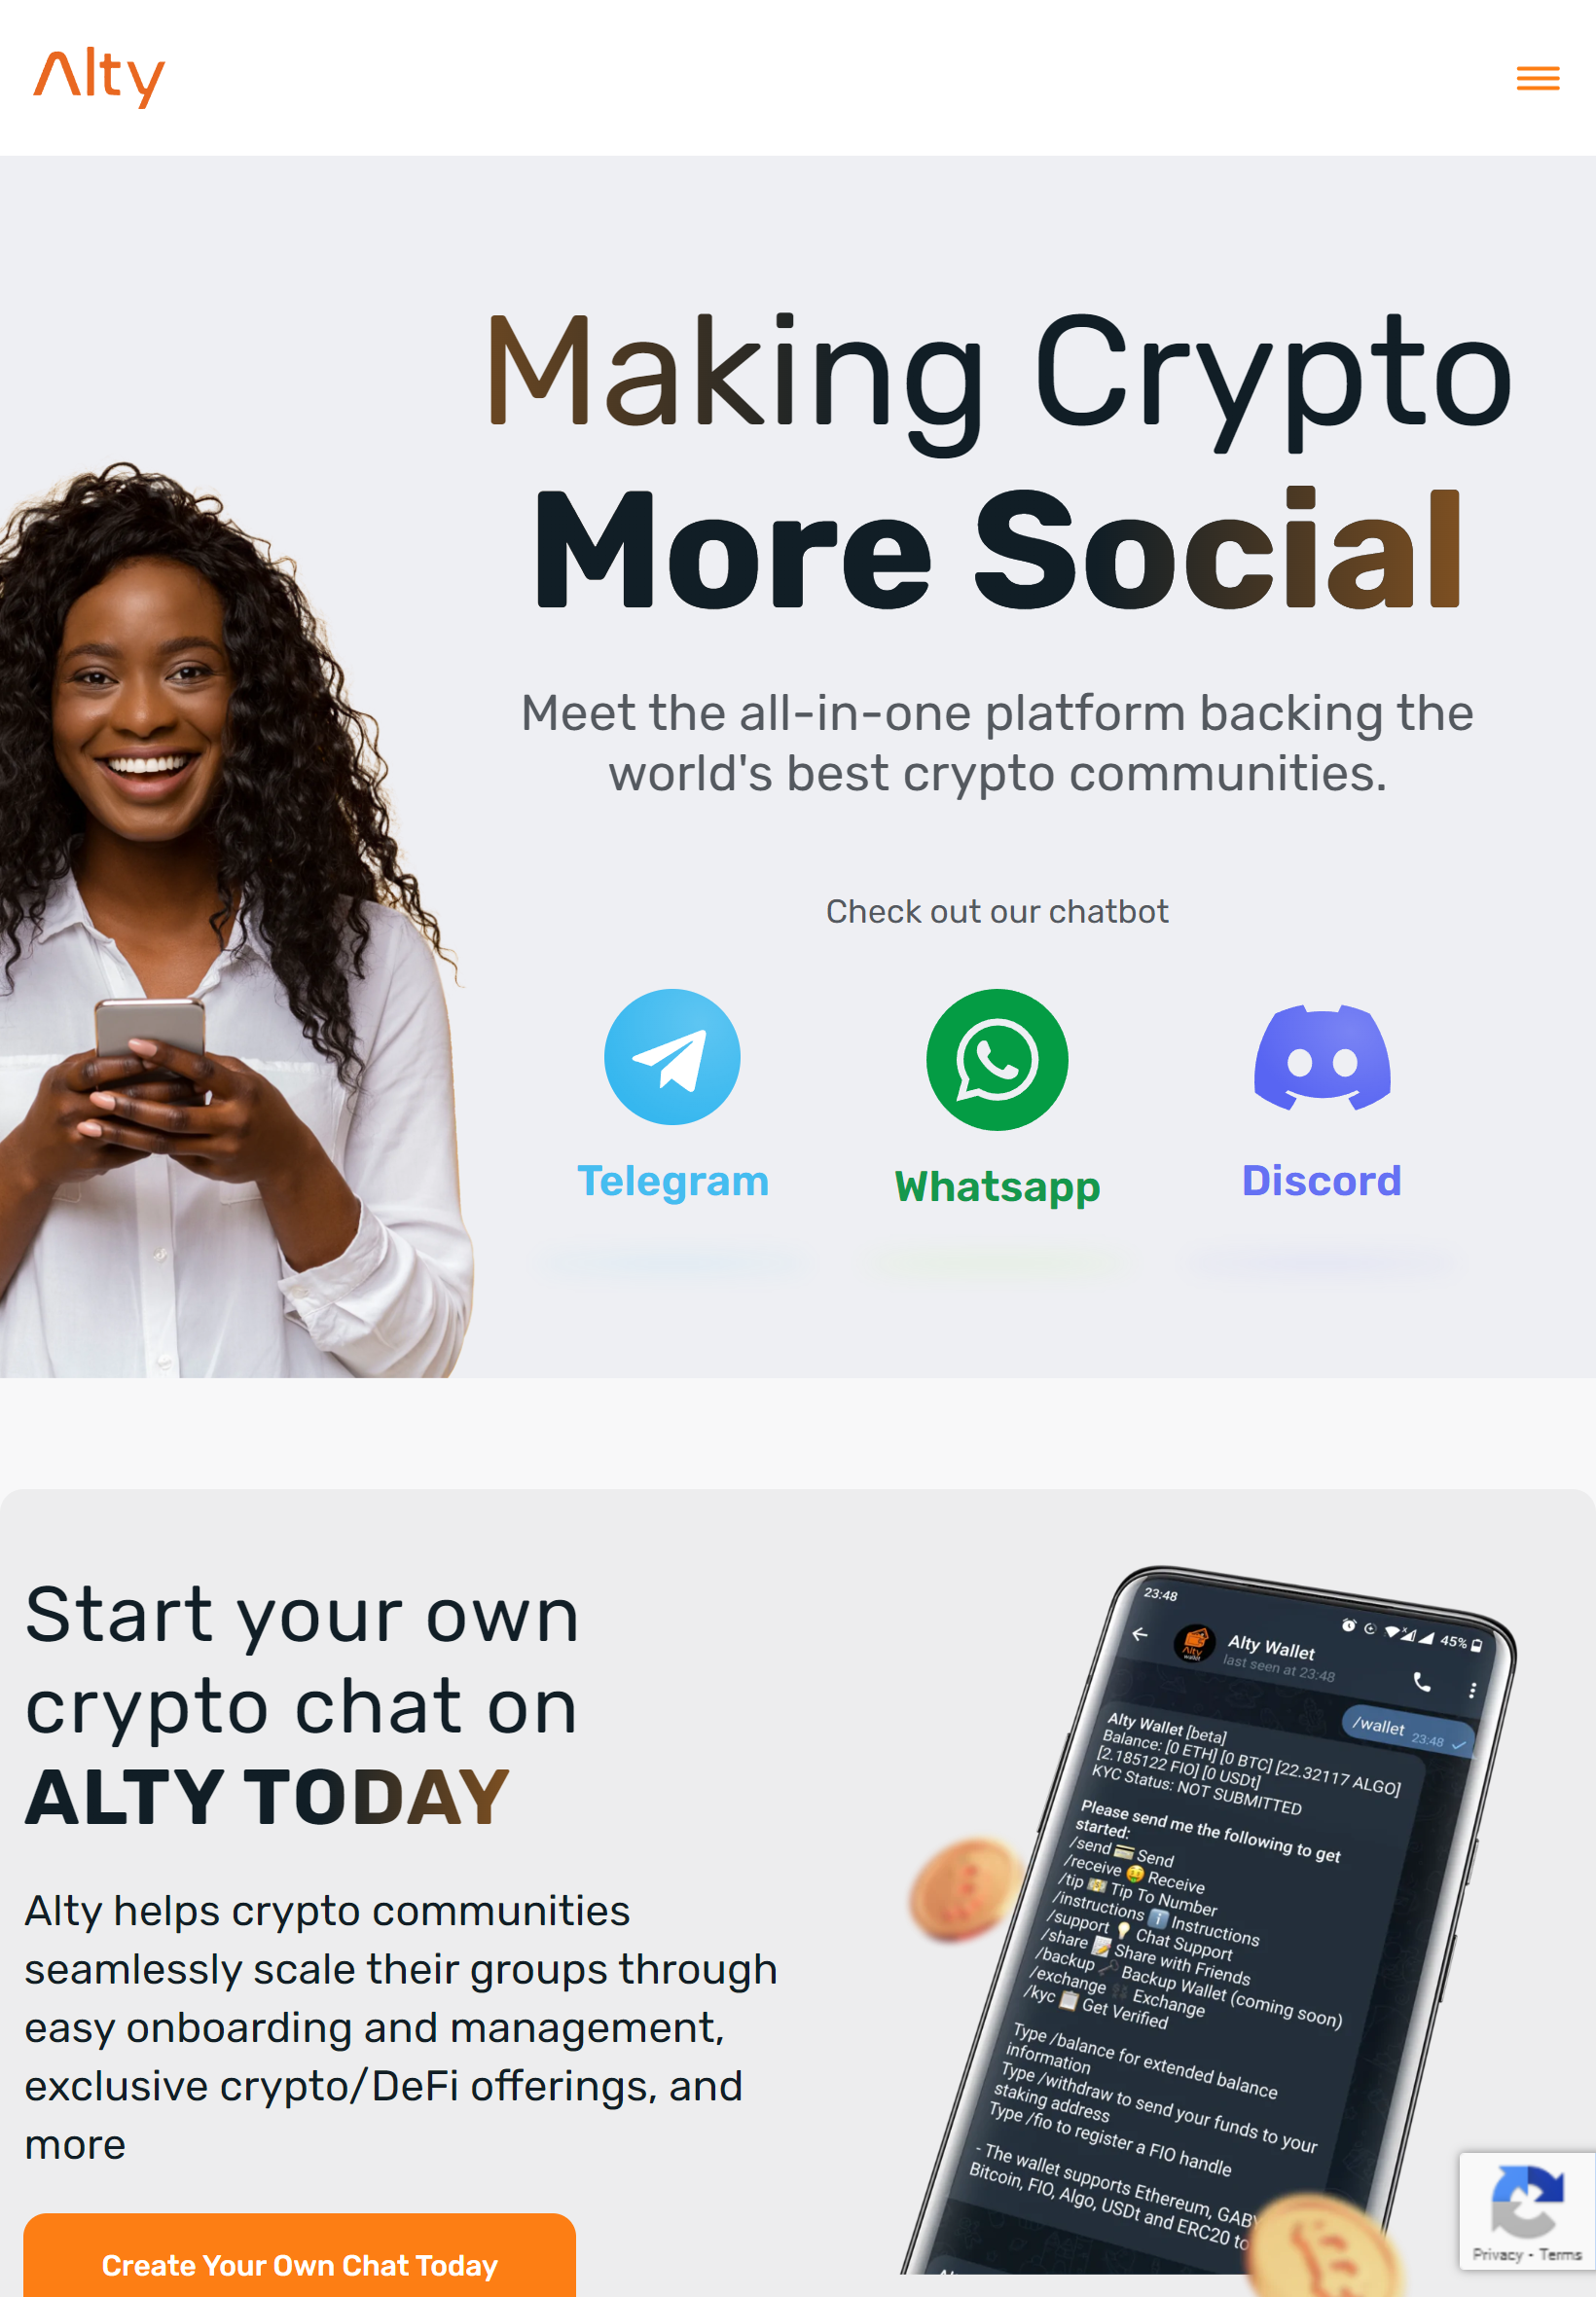 Alty
Making Crypto
More Social
Meet the all-in-one platform backing the
world's best crypto communities.
Check out our chatbot
Telegram
Whatsapp
Discord
Start your own
crypto chat on
ALTY TODAY
Alty helps crypto communities
seamlessly scale their groups through
easy onboarding and management,
exclusive crypto/DeFi offerings, and
more
Create Your Own Chat Today
23:48
45%
Alty
wallet
Alty Wallet
last seen at 23:48
/wallet 23:48
Alty Wallet [beta]
Balance: [0 ETH] [0 BTC] [22.32117 ALGO]
[2.185122 FIO] [0 USDt]
KYC Status: NOT SUBMITTED
Please send me the following to get
started:
/send 💳 Send
/receive 🤑 Receive
/tip 💸 Tip To Number
/instructions ℹ️ Instructions
/support 💡 Chat Support
/share 📝 Share with Friends
/backup 🗝 Backup Wallet (coming soon)
/exchange Exchange
/kyc 📋 Get Verified
Type /balance for extended balance
information
Type /withdraw to send your funds to your
staking address
Type /fio to register a FIO handle
- The wallet supports Ethereum,
Bitcoin, FIO, Algo, USDt and ERC20
Privacy - Terms